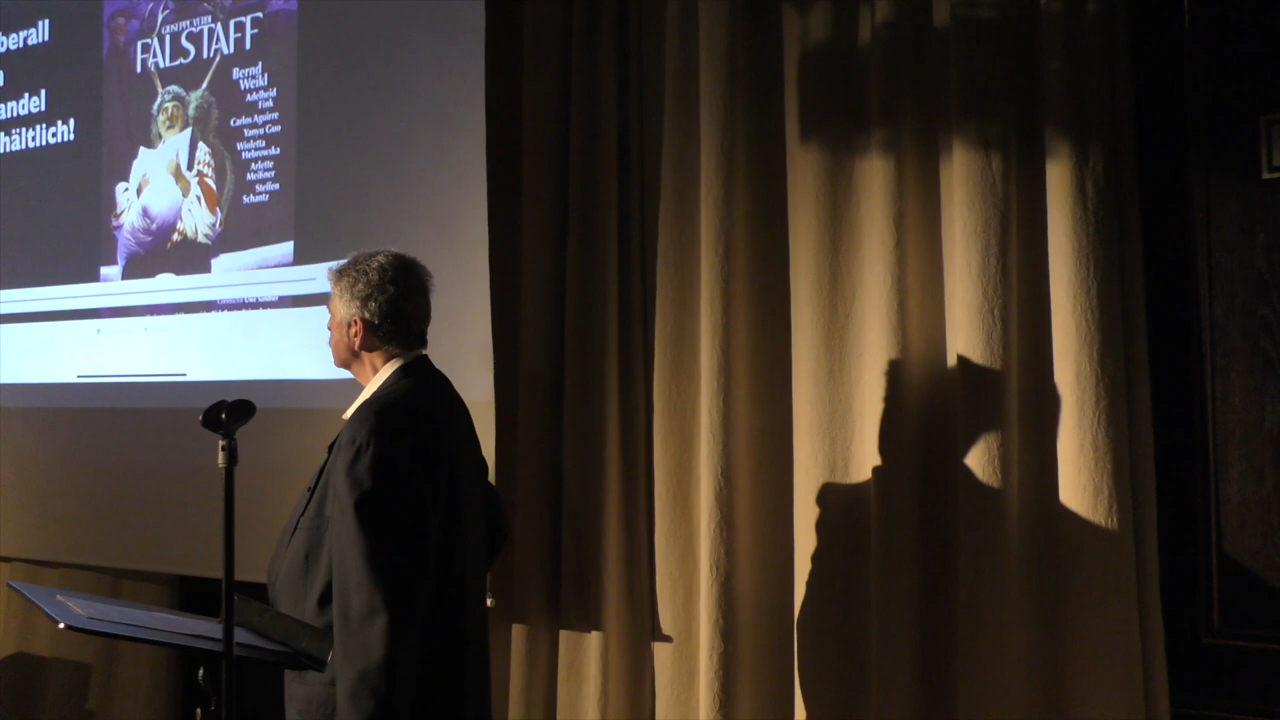 berall
n
andel
hältlich!
GIUSEPPE VERDI
FALSTAFF
Bernd
Weikl
Adelheid
Fink
Carlos Aguirre
Yanyu Guo
Wioletta
Hebrowska
Arlette
Meißner
Steffen
Schantz